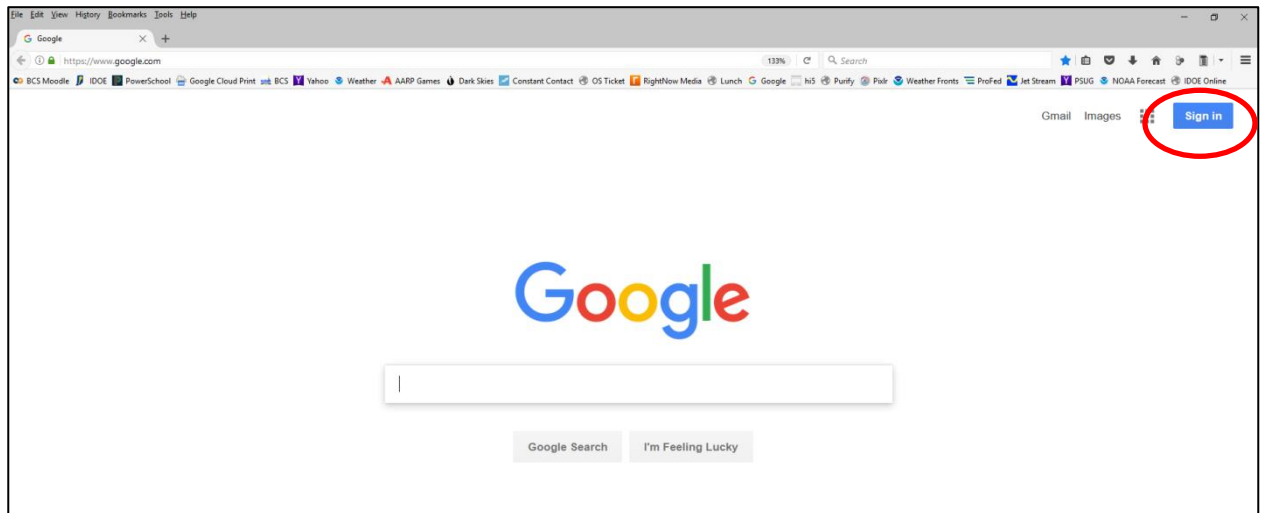 File Edit View History Bookmarks Tools Help
Google
https://www.google.com 133% Search
BCS Moodle IDOE PowerSchool Google Cloud Print BCS Yahoo Weather AARP Games Dark Skies Constant Contact OS Ticket RightNow Media Lunch Google hi5 Purify Pixlr Weather Fronts ProFed Jet Stream PSUG NOAA Forecast IDOE Online
Gmail Images Sign in
Google
Google Search I'm Feeling Lucky